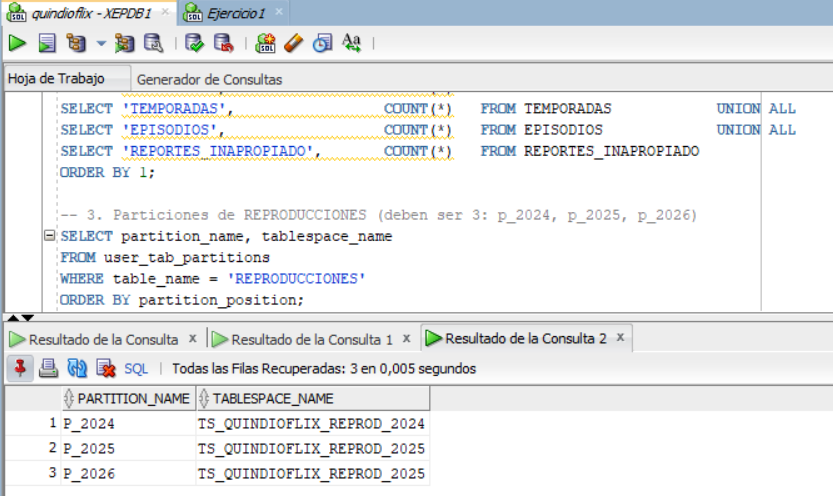 quindioflix - XEPDB1 × Ejercicio1 ×
Hoja de Trabajo Generador de Consultas
SELECT 'TEMPORADAS', COUNT(*) FROM TEMPORADAS UNION ALL
SELECT 'EPISODIOS', COUNT(*) FROM EPISODIOS UNION ALL
SELECT 'REPORTES_INAPROPIADO', COUNT(*) FROM REPORTES_INAPROPIADO
ORDER BY 1;
-- 3. Particiones de REPRODUCCIONES (deben ser 3: p_2024, p_2025, p_2026)
SELECT partition_name, tablespace_name
FROM user_tab_partitions
WHERE table_name = 'REPRODUCCIONES'
ORDER BY partition_position;
Resultado de la Consulta x Resultado de la Consulta 1 x Resultado de la Consulta 2 x
SQL | Todas las Filas Recuperadas: 3 en 0,005 segundos
PARTITION_NAME TABLESPACE_NAME
1 P_2024 TS_QUINDIOFLIX_REPROD_2024
2 P_2025 TS_QUINDIOFLIX_REPROD_2025
3 P_2026 TS_QUINDIOFLIX_REPROD_2025